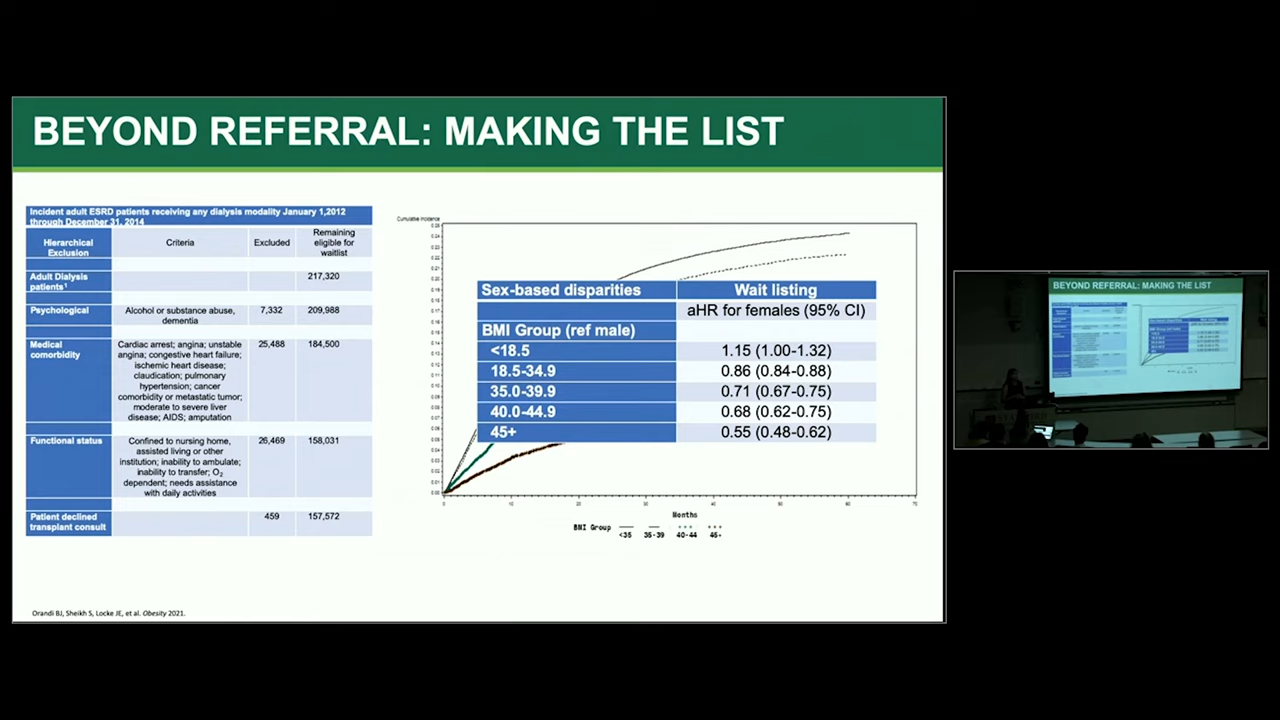 BEYOND REFERRAL: MAKING THE LIST
Incident adult ESRD patients receiving any dialysis modality January 1,2012
through December 31, 2014
Hierarchical
Exclusion
Criteria
Excluded
Remaining
eligible for
waitlist
Adult Dialysis
patients¹
217,320
Psychological
Alcohol or substance abuse,
dementia
7,332
209,988
Medical
comorbidity
Cardiac arrest; angina; unstable
angina; congestive heart failure;
ischemic heart disease;
claudication; pulmonary
hypertension; cancer
comorbidity or metastatic tumor;
moderate to severe liver
disease; AIDS; amputation
25,488
184,500
Functional status
Confined to nursing home,
assisted living or other
institution; inability to ambulate;
inability to transfer; O₂
dependent; needs assistance
with daily activities
26,469
158,031
Patient declined
transplant consult
459
157,572
Cumulative Incidence
Sex-based disparities
Wait listing
aHR for females (95% CI)
BMI Group (ref male)
<18.5
1.15 (1.00-1.32)
18.5-34.9
0.86 (0.84-0.88)
35.0-39.9
0.71 (0.67-0.75)
40.0-44.9
0.68 (0.62-0.75)
45+
0.55 (0.48-0.62)
0 10 20 30 40 50 60 70
Months
BMI Group
<35 35-39 40-44 45+
Orandi BJ, Sheikh S, Locke JE, et al. Obesity 2021.
BEYOND REFERRAL: MAKING THE LIST